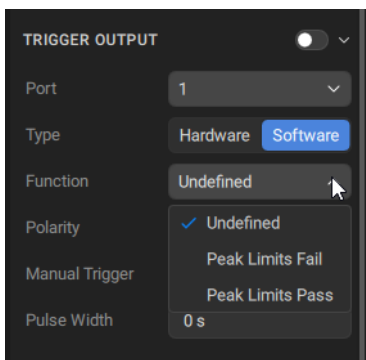 TRIGGER OUTPUT
Port 1
Type Hardware Software
Function Undefined
Polarity Undefined
Peak Limits Fail
Manual Trigger
Peak Limits Pass
Pulse Width 0 s